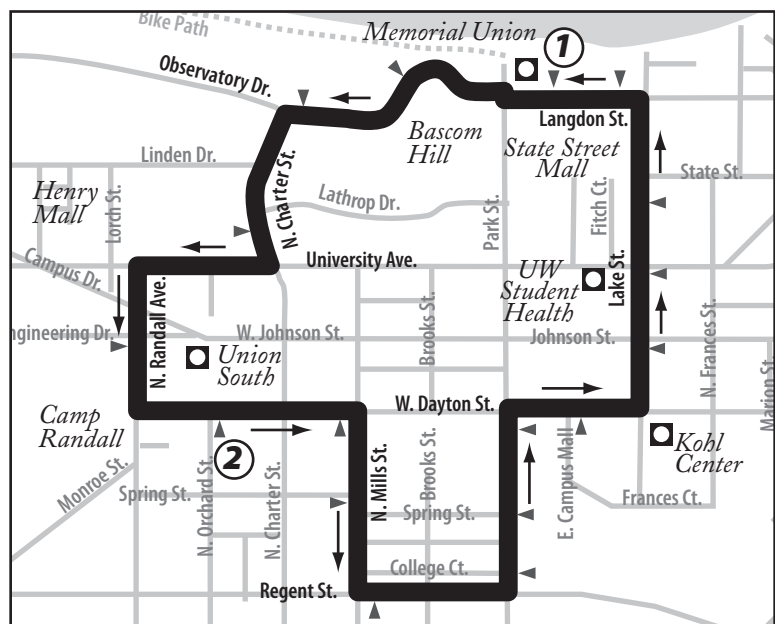 Bike Path
Memorial Union
1
Observatory Dr.
Langdon St.
Bascom
Hill
State Street
Mall
Linden Dr.
State St.
Henry
Mall
Lorch St.
N. Charter St.
Lathrop Dr.
Park St.
Fitch Ct.
Campus Dr.
University Ave.
UW
Student
Health
Lake St.
N. Randall Ave.
ngineering Dr.
W. Johnson St.
Brooks St.
Johnson St.
N. Frances St.
Marion St.
Union
South
Camp
Randall
W. Dayton St.
2
Kohl
Center
Monroe St.
Spring St.
N. Orchard St.
N. Charter St.
N. Mills St.
Brooks St.
Spring St.
E. Campus Mall
Frances Ct.
College Ct.
Regent St.